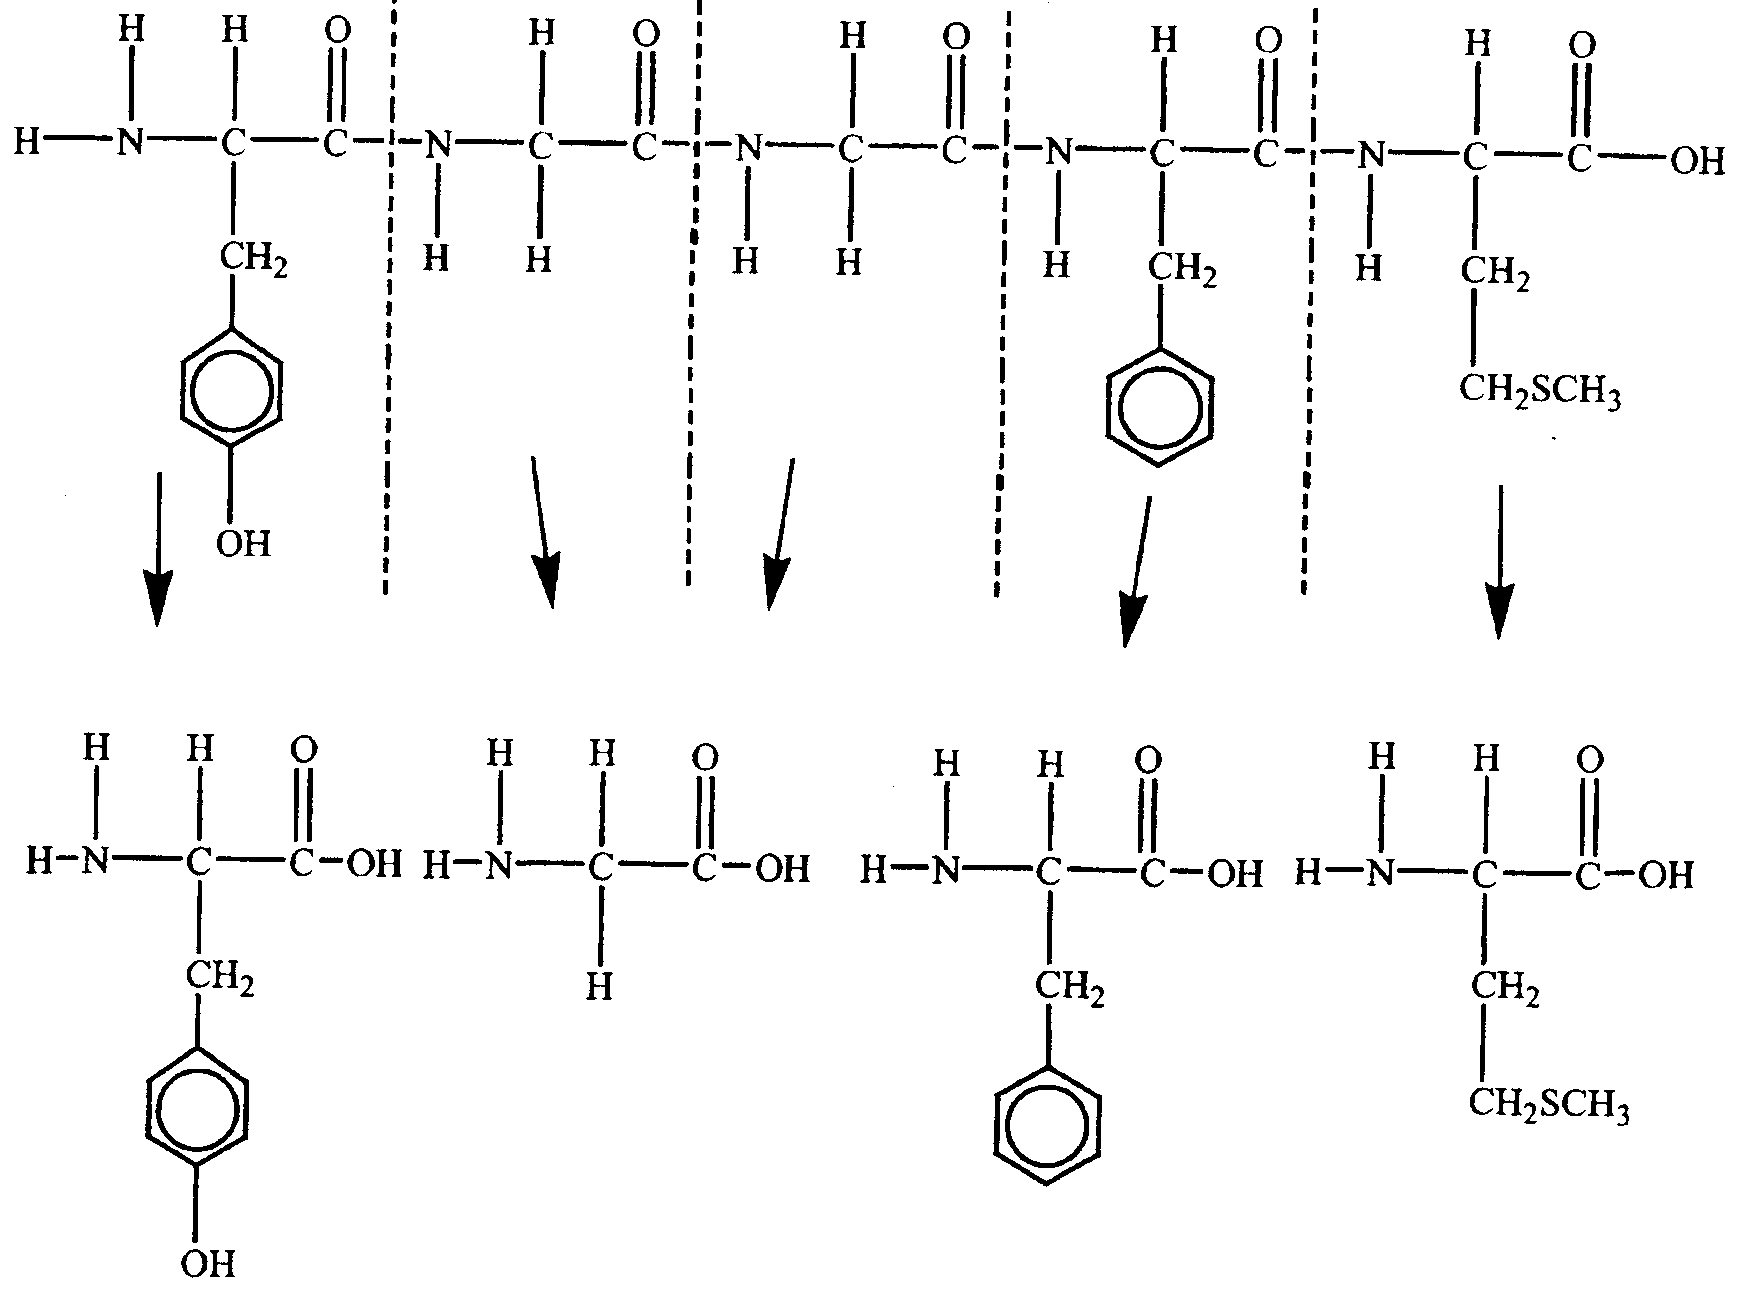 H H O H O H O H O H O
H N C C N C C N C C N C C N C C OH
CH2 H H H H H CH2 H CH2
CH2SCH3
OH
H H O H H O H H O H H O
H N C C OH H N C C OH H N C C OH H N C C OH
CH2 H CH2 CH2
CH2SCH3
OH